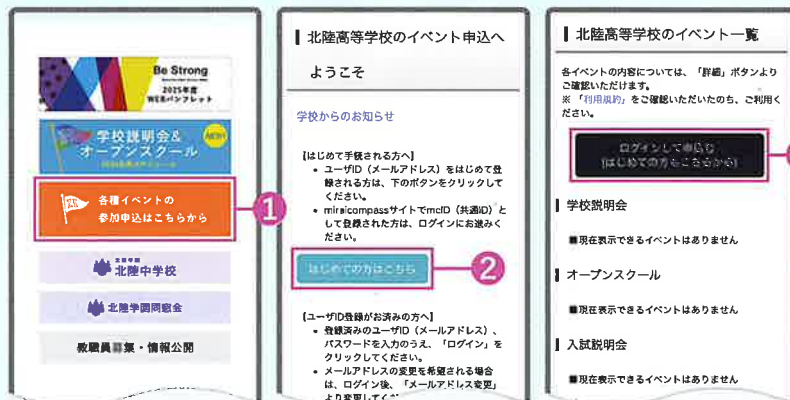 Be Strong
2025年度
WEBパンフレット
学校説明会&
オープンスクール
各種イベントの
参加申込はこちらから
1
北陸中学校
北陸学園同窓会
教職員募集・情報公開
北陸高等学校のイベント申込へ
ようこそ
学校からのお知らせ
【はじめて手続される方へ】
• ユーザID(メールアドレス)をはじめて登
録される方は、下のボタンをクリックして
ください。
• miraicompassサイトでmcID(共通ID)と
して登録された方は、ログインにお進みく
ださい。
はじめての方はこちら
2
【ユーザID登録がお済みの方へ】
• 登録済みのユーザID(メールアドレス)、
パスワードを入力のうえ、「ログイン」を
クリックしてください。
• メールアドレスの変更を希望される場合
は、ログイン後、「メールアドレス変更」
より変更してくだ
北陸高等学校のイベント一覧
各イベントの内容については、「詳細」ボタンより
ご確認いただけます。
※ 「利用規約」をご確認いただいたのち、ご利用く
ださい。
ログインして申込む
(はじめての方もこちらから)
学校説明会
■現在表示できるイベントはありません
オープンスクール
■現在表示できるイベントはありません
入試説明会
■現在表示できるイベントはありません